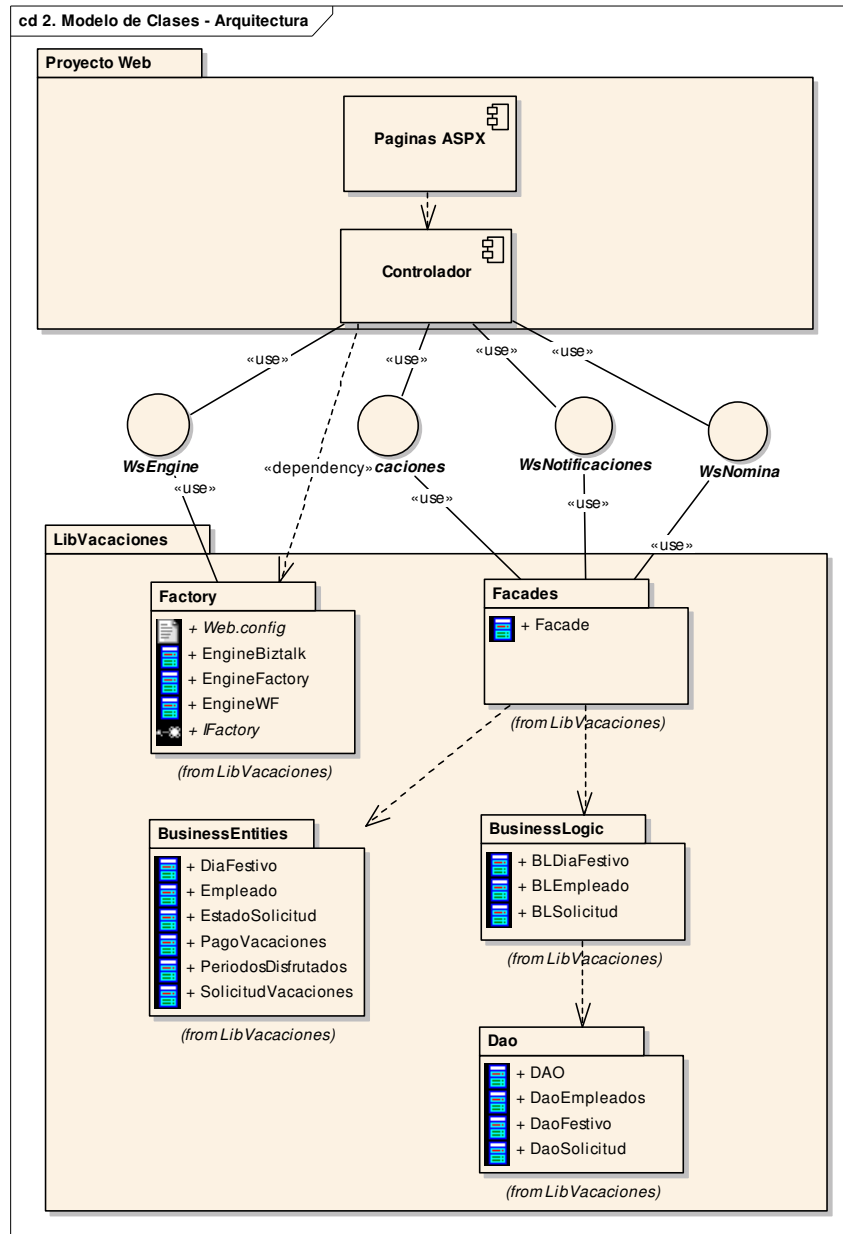 cd 2. Modelo de Clases - Arquitectura
Proyecto Web
Paginas ASPX
Controlador
«use»
«use»
«use»
«use»
WsEngine
«dependency»
caciones
WsNotificaciones
WsNomina
«use»
«use»
«use»
«use»
LibVacaciones
Factory
+ Web.config
+ EngineBiztalk
+ EngineFactory
+ EngineWF
+ IFactory
(from LibVacaciones)
Facades
+ Facade
(from LibVacaciones)
BusinessEntities
+ DiaFestivo
+ Empleado
+ EstadoSolicitud
+ PagoVacaciones
+ PeriodosDisfrutados
+ SolicitudVacaciones
(from LibVacaciones)
BusinessLogic
+ BLDiaFestivo
+ BLEmpleado
+ BLSolicitud
(from LibVacaciones)
Dao
+ DAO
+ DaoEmpleados
+ DaoFestivo
+ DaoSolicitud
(from LibVacaciones)